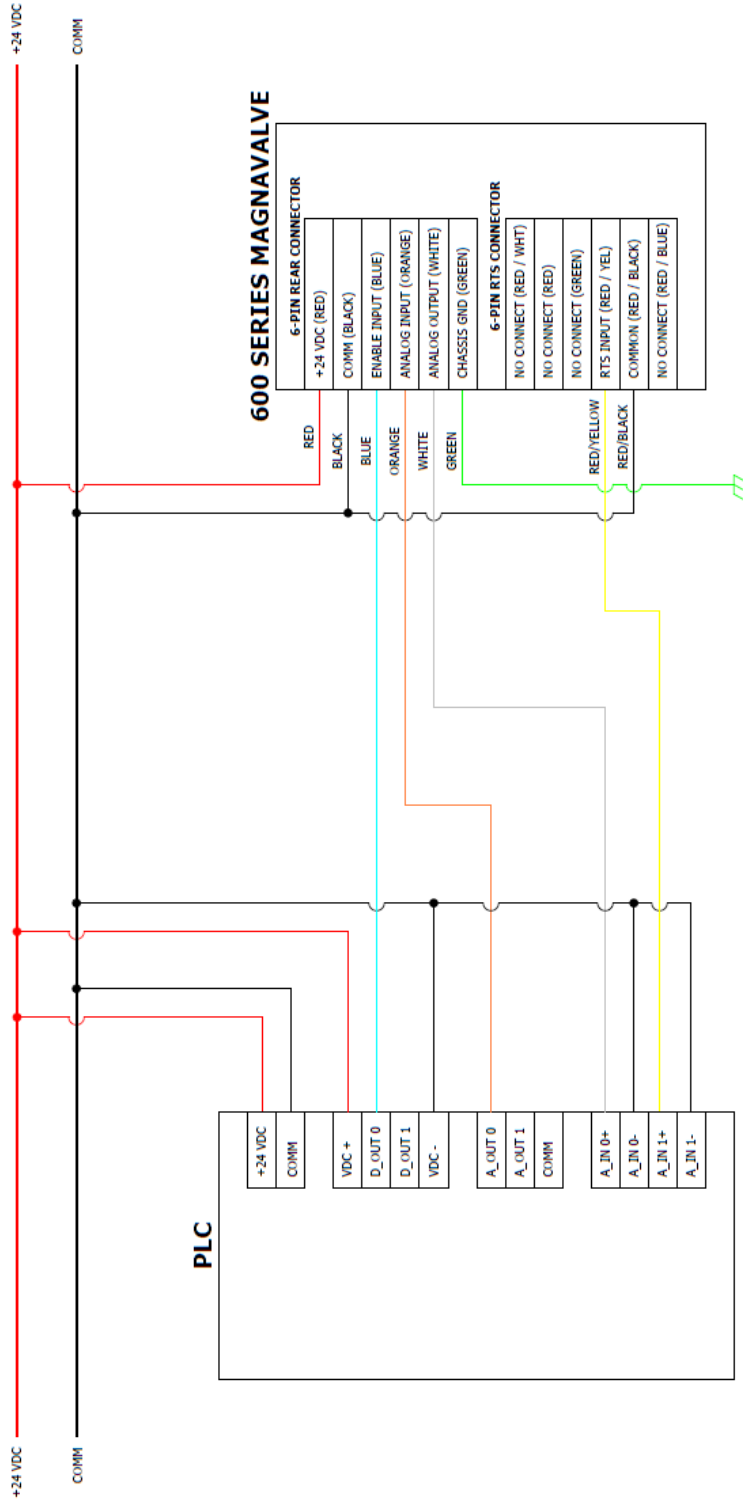 +24 VDC
+24 VDC
COMM
COMM
PLC
+24 VDC
COMM
VDC +
D_OUT 0
D_OUT 1
VDC -
A_OUT 0
A_OUT 1
COMM
A_IN 0+
A_IN 0-
A_IN 1+
A_IN 1-
600 SERIES MAGNAVALVE
6-PIN REAR CONNECTOR
RED
+24 VDC (RED)
BLACK
COMM (BLACK)
BLUE
ENABLE INPUT (BLUE)
ORANGE
ANALOG INPUT (ORANGE)
WHITE
ANALOG OUTPUT (WHITE)
GREEN
CHASSIS GND (GREEN)
6-PIN RTS CONNECTOR
NO CONNECT (RED / WHT)
NO CONNECT (RED)
NO CONNECT (GREEN)
RED/YELLOW
RTS INPUT (RED / YEL)
RED/BLACK
COMMON (RED / BLACK)
NO CONNECT (RED / BLUE)